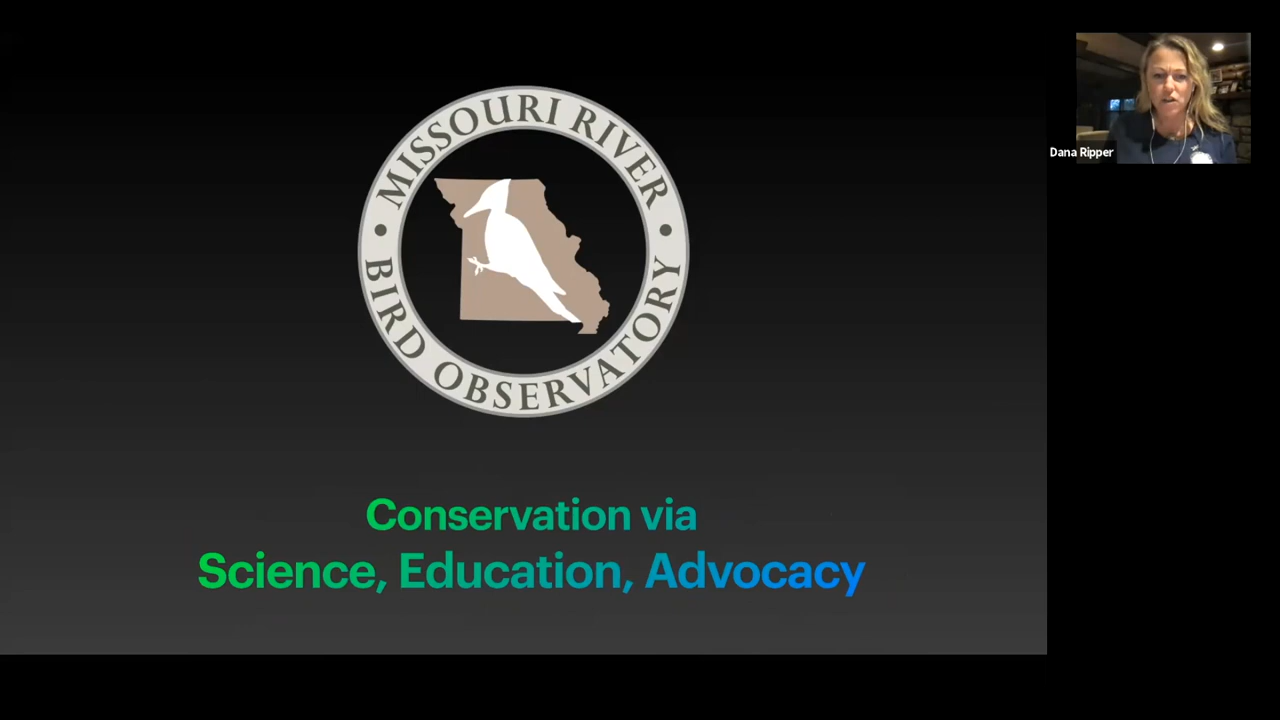 MISSOURI RIVER
BIRD OBSERVATORY
Conservation via
Science, Education, Advocacy
Dana Ripper